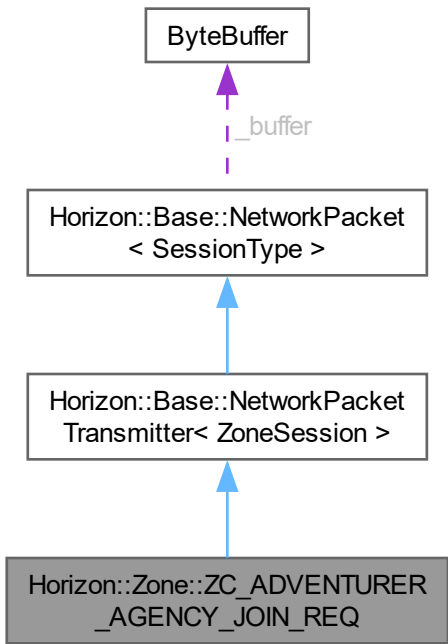 ByteBuffer
_buffer
Horizon::Base::NetworkPacket
< SessionType >
Horizon::Base::NetworkPacket
Transmitter< ZoneSession >
Horizon::Zone::ZC_ADVENTURER
_AGENCY_JOIN_REQ